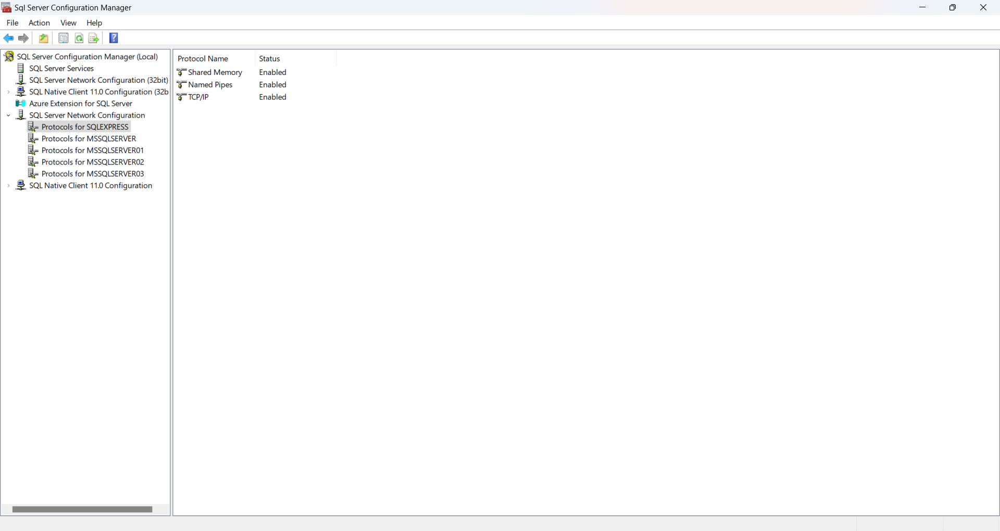 Sql Server Configuration Manager
File Action View Help
SQL Server Configuration Manager (Local)
SQL Server Services
SQL Server Network Configuration (32bit)
SQL Native Client 11.0 Configuration (32b
Azure Extension for SQL Server
SQL Server Network Configuration
Protocols for SQLEXPRESS
Protocols for MSSQLSERVER
Protocols for MSSQLSERVER01
Protocols for MSSQLSERVER02
Protocols for MSSQLSERVER03
SQL Native Client 11.0 Configuration
Protocol Name Status
Shared Memory Enabled
Named Pipes Enabled
TCP/IP Enabled